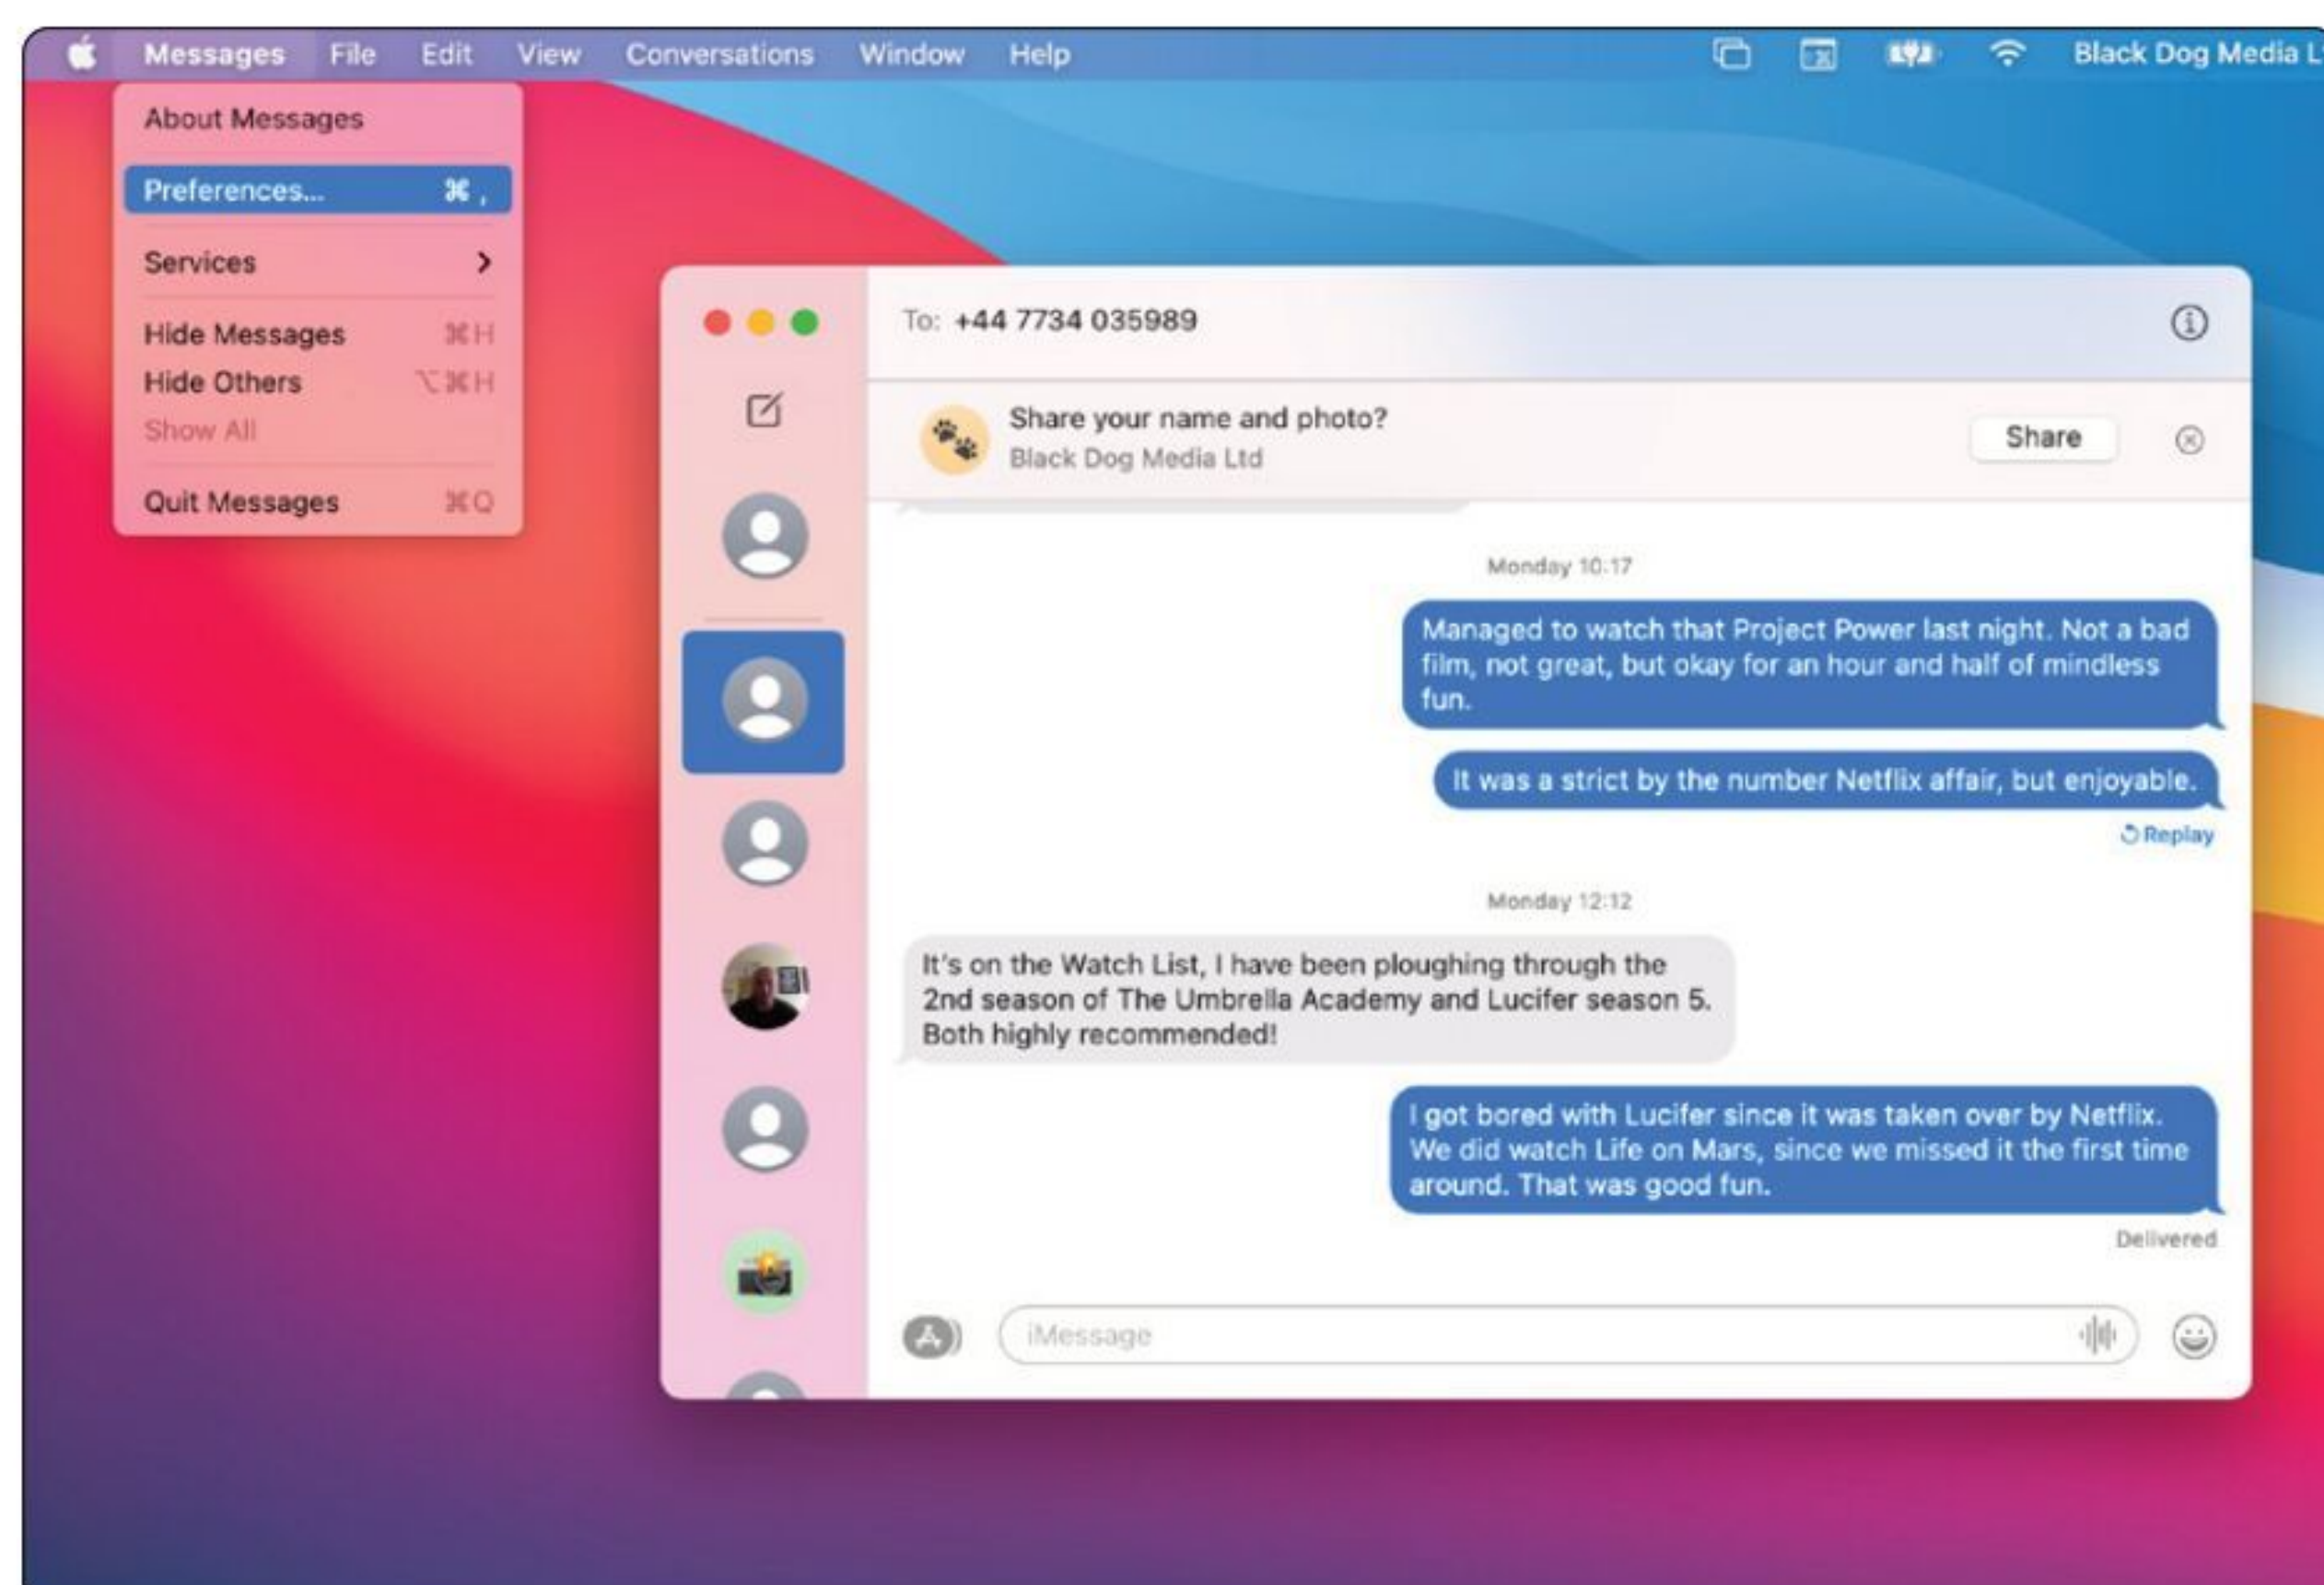 Messages File Edit View Conversations Window Help Black Dog Media L
About Messages
Preferences... ⌘ ,
Services
Hide Messages ⌘H
Hide Others ⌥⌘H
Show All
Quit Messages ⌘Q
To: +44 7734 035989
Share your name and photo?
Black Dog Media Ltd
Share
Monday 10:17
Managed to watch that Project Power last night. Not a bad
film, not great, but okay for an hour and half of mindless
fun.
It was a strict by the number Netflix affair, but enjoyable.
Replay
Monday 12:12
It's on the Watch List, I have been ploughing through the
2nd season of The Umbrella Academy and Lucifer season 5.
Both highly recommended!
I got bored with Lucifer since it was taken over by Netflix.
We did watch Life on Mars, since we missed it the first time
around. That was good fun.
Delivered
iMessage